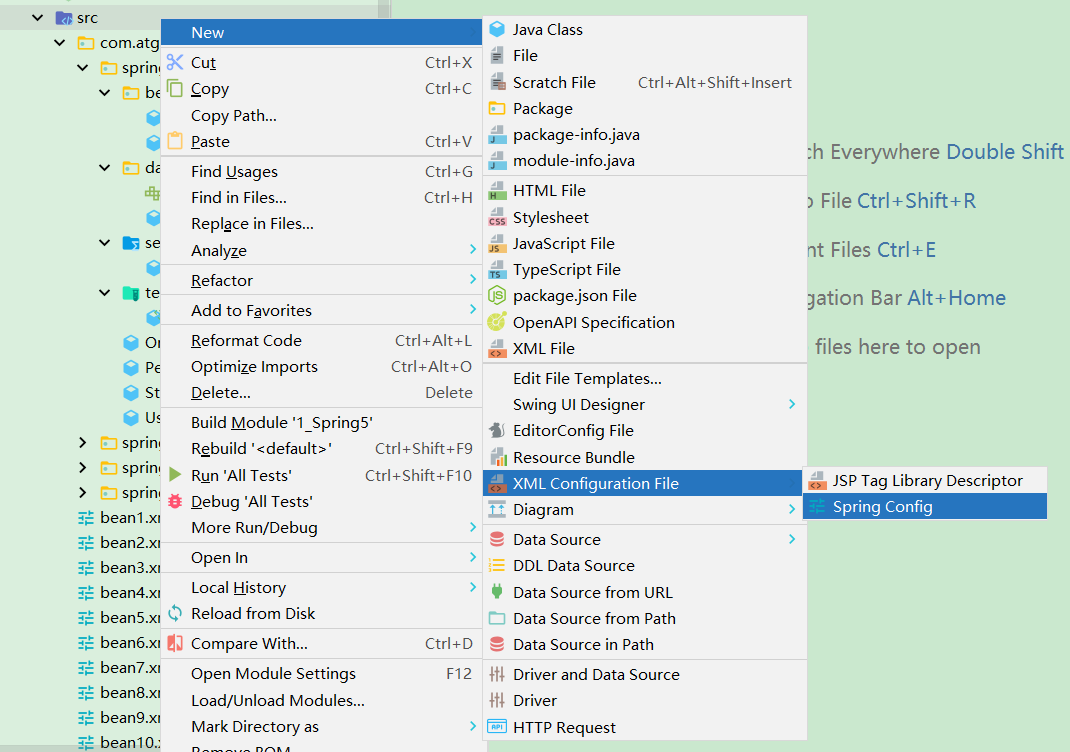 src
com.atg
spring
be
da
se
te
Or
Pe
St
Us
spring
spring
spring
bean1.xm
bean2.xm
bean3.xm
bean4.xm
bean5.xm
bean6.xm
bean7.xm
bean8.xm
bean9.xm
bean10.
New
Cut Ctrl+X
Copy Ctrl+C
Copy Path...
Paste Ctrl+V
Find Usages Ctrl+G
Find in Files... Ctrl+H
Replace in Files...
Analyze
Refactor
Add to Favorites
Reformat Code Ctrl+Alt+L
Optimize Imports Ctrl+Alt+O
Delete... Delete
Build Module '1_Spring5'
Rebuild '<default>' Ctrl+Shift+F9
Run 'All Tests' Ctrl+Shift+F10
Debug 'All Tests'
More Run/Debug
Open In
Local History
Reload from Disk
Compare With... Ctrl+D
Open Module Settings F12
Load/Unload Modules...
Mark Directory as
Remove BOM
Java Class
File
Scratch File Ctrl+Alt+Shift+Insert
Package
package-info.java
module-info.java
HTML File
Stylesheet
JavaScript File
TypeScript File
package.json File
OpenAPI Specification
XML File
Edit File Templates...
Swing UI Designer
EditorConfig File
Resource Bundle
XML Configuration File
Diagram
Data Source
DDL Data Source
Data Source from URL
Data Source from Path
Data Source in Path
Driver and Data Source
Driver
HTTP Request
JSP Tag Library Descriptor
Spring Config
ch Everywhere Double Shift
o File Ctrl+Shift+R
nt Files Ctrl+E
gation Bar Alt+Home
files here to open